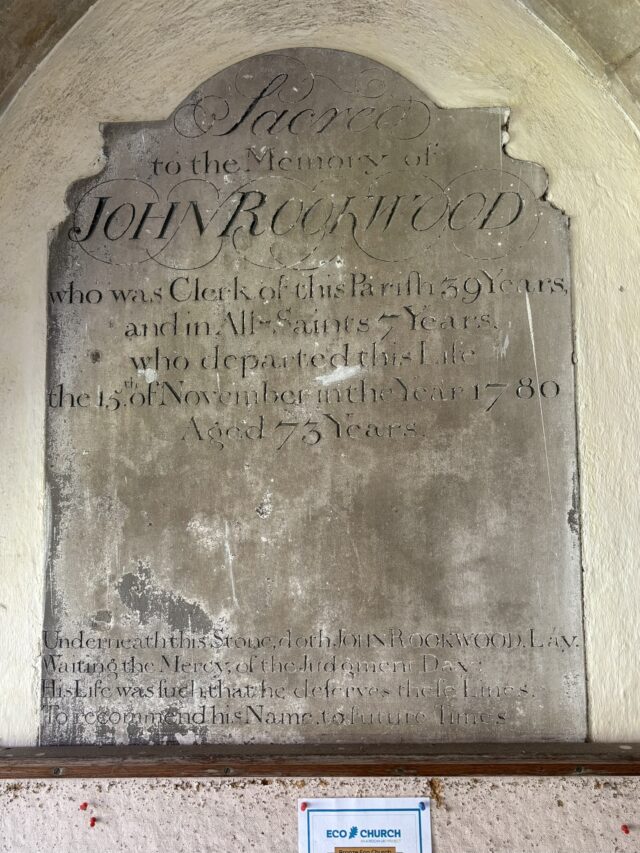 Sacred
to the Memory of
JOHN ROOKWOOD
who was Clerk of this Pariſh 39 Years,
and in All Saints 7 Years,
who departed this Life
the 15th of November in the Year 1780
Aged 73 Years.
Underneath this Stone, doth JOHN ROOKWOOD, Lay.
Waiting the Mercy, of the Judgment Day;
His Life was ſuch that he deſerves theſe Lines,
To recommend his Name, to future Times
ECO CHURCH